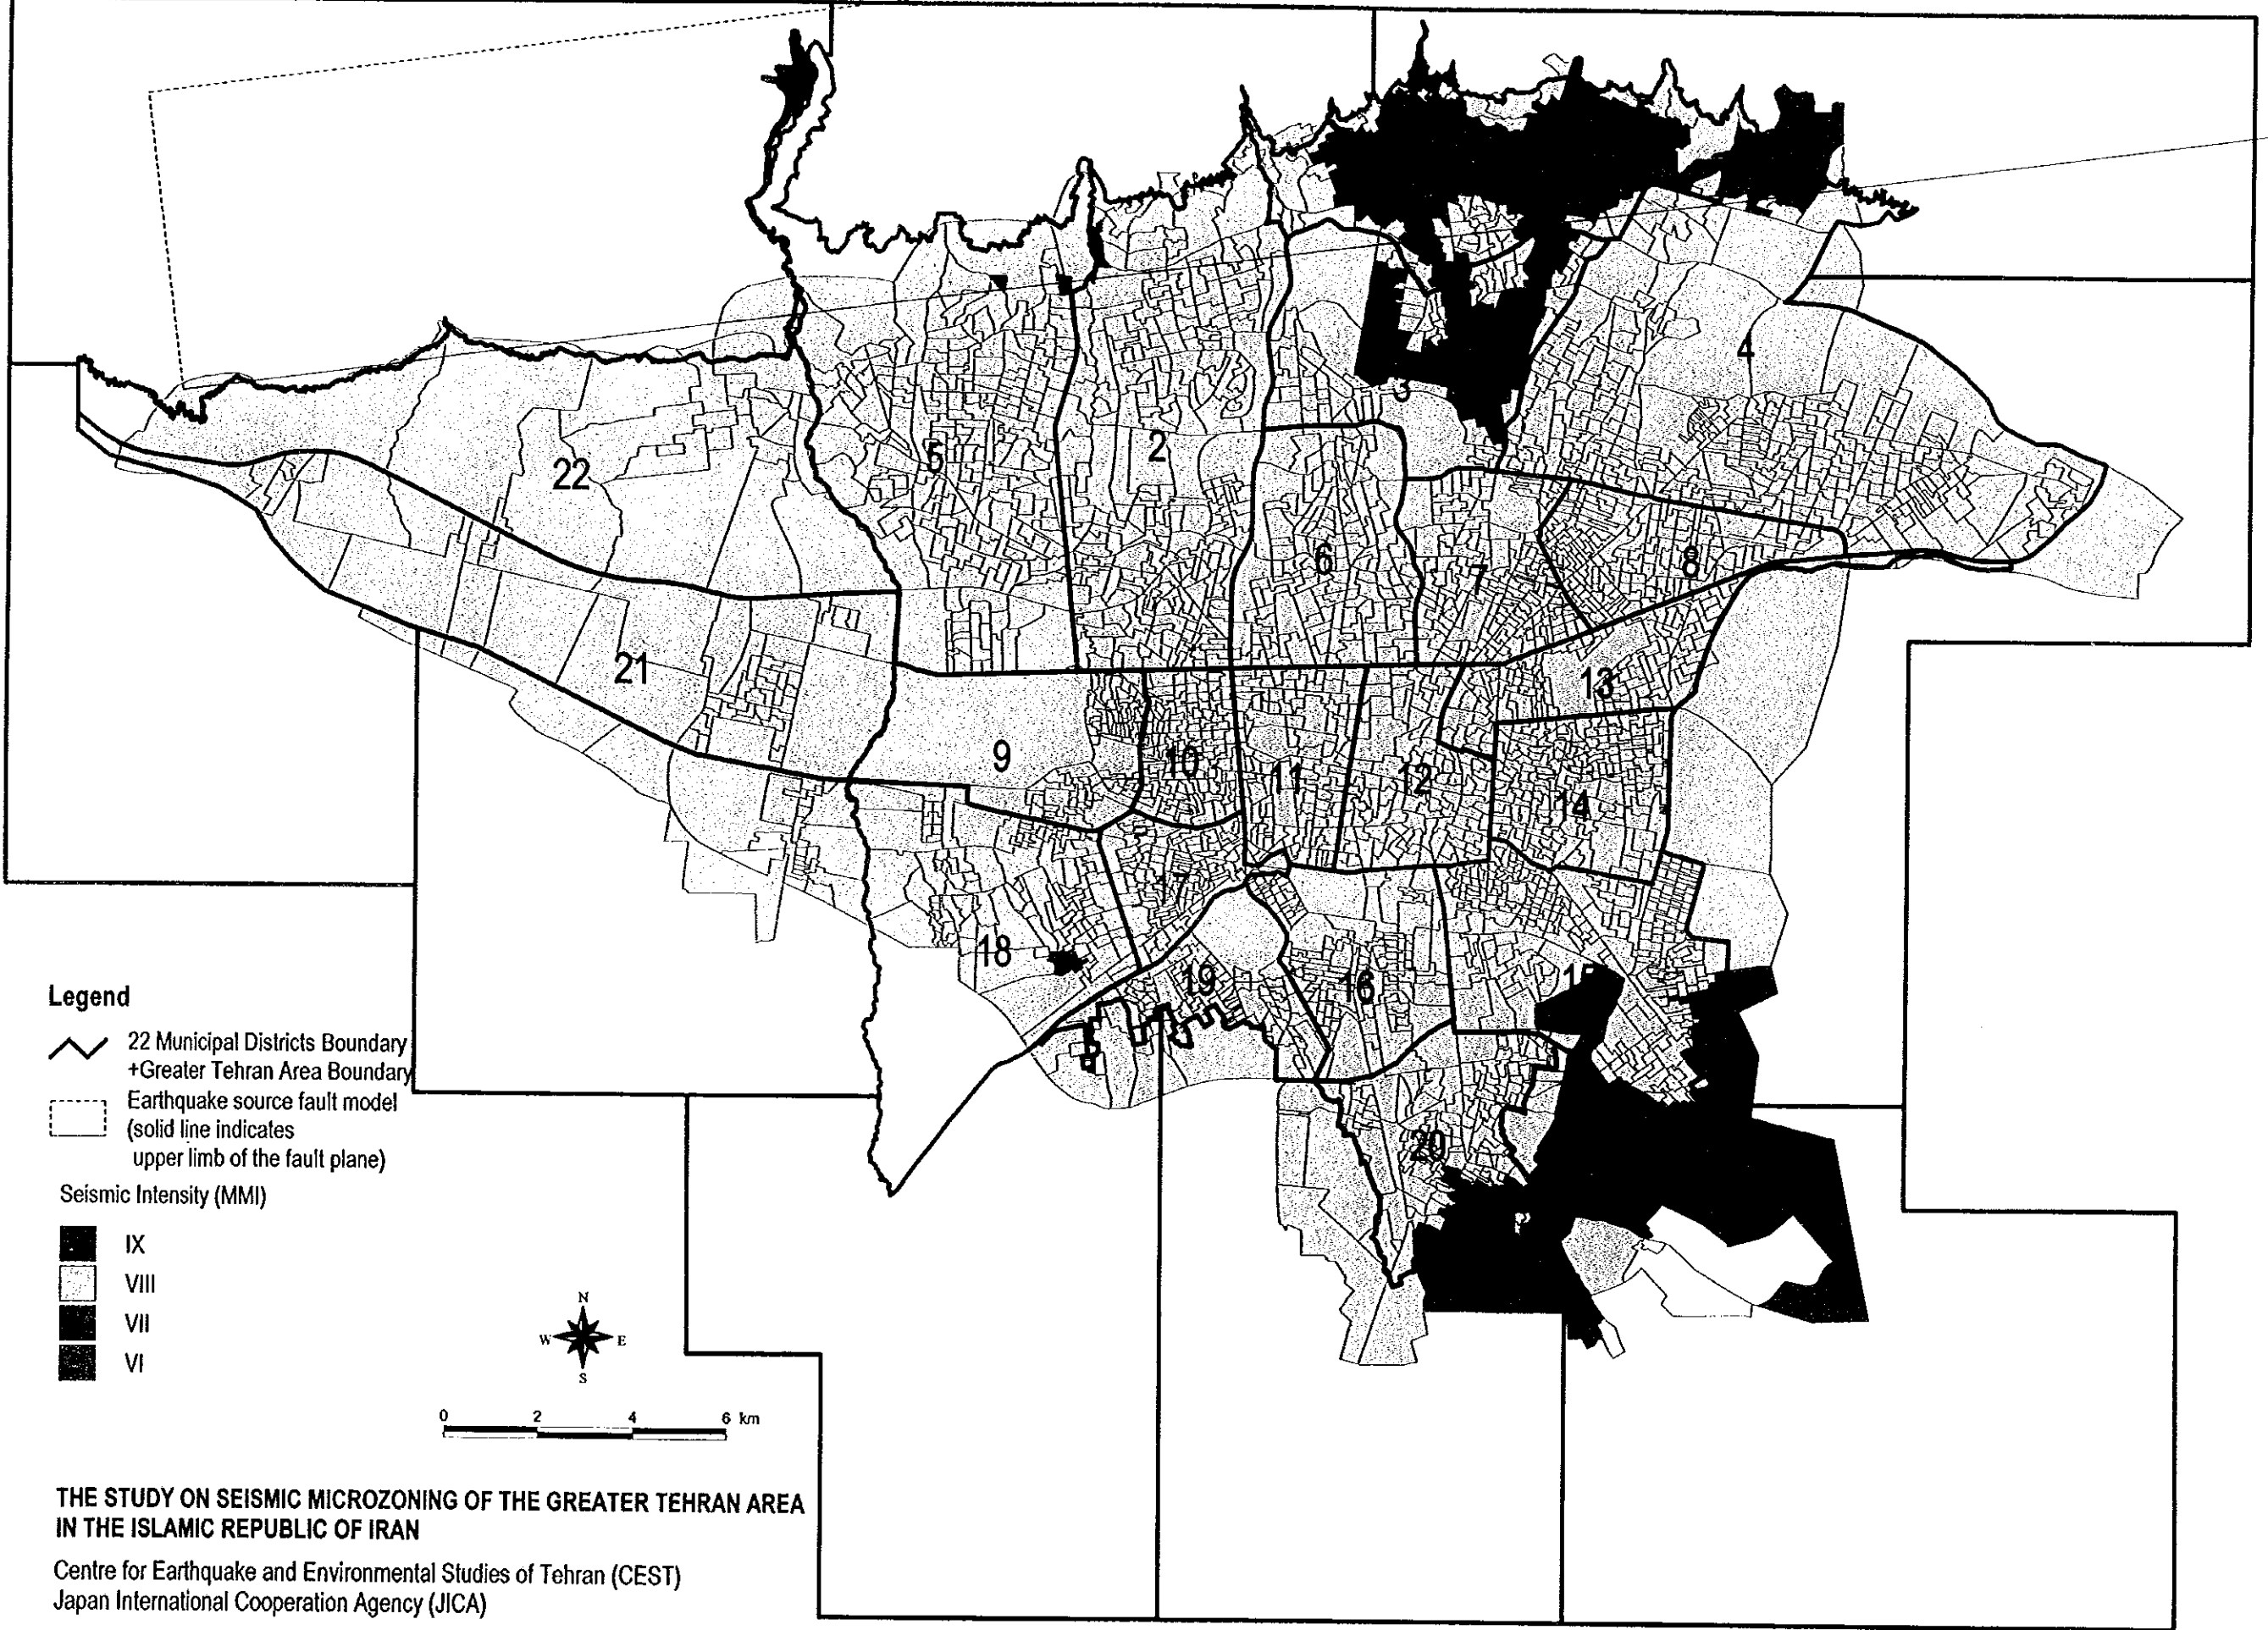 4
3
5
2
22
6
7
8
21
13
9
10
11
12
14
17
18
19
16
20
Legend
22 Municipal Districts Boundary
+Greater Tehran Area Boundary
Earthquake source fault model
(solid line indicates
upper limb of the fault plane)
Seismic Intensity (MMI)
IX
VIII
VII
VI
N
W E
S
0 2 4 6 km
THE STUDY ON SEISMIC MICROZONING OF THE GREATER TEHRAN AREA
IN THE ISLAMIC REPUBLIC OF IRAN
Centre for Earthquake and Environmental Studies of Tehran (CEST)
Japan International Cooperation Agency (JICA)